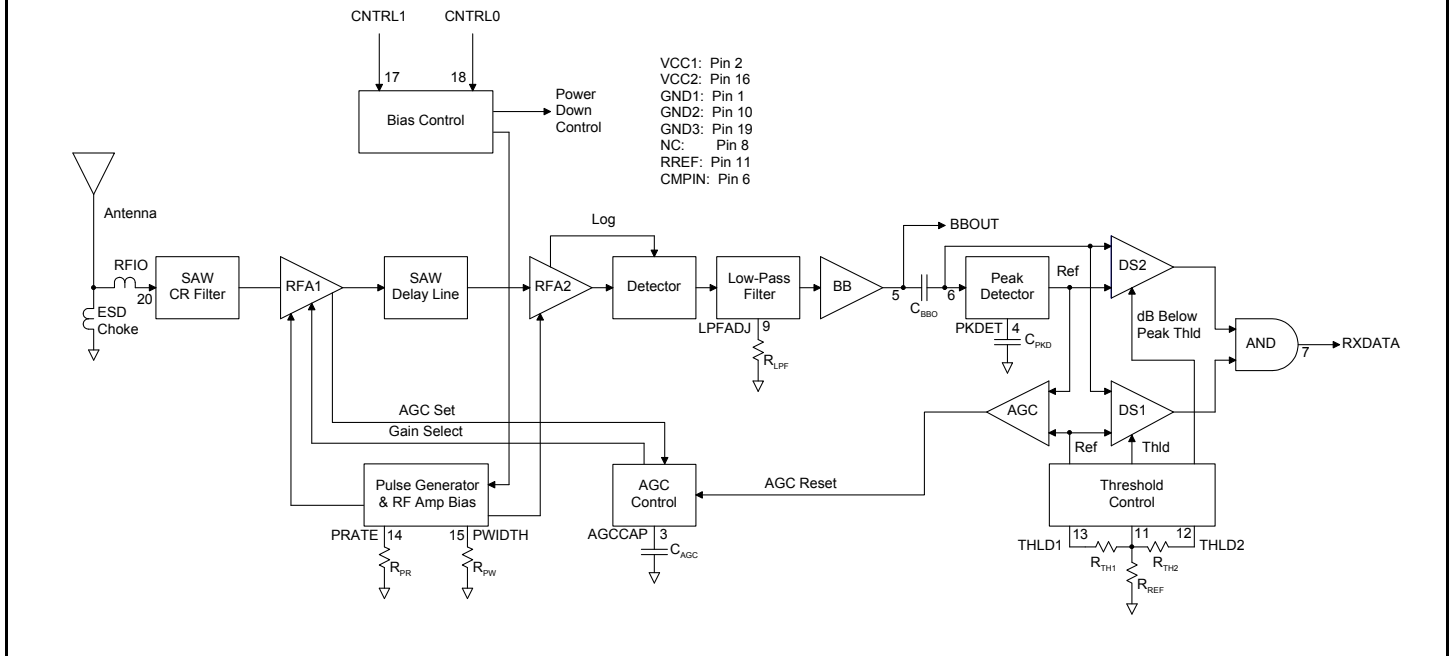 CNTRL1
CNTRL0
17
18
Bias Control
Power
Down
Control
VCC1: Pin 2
VCC2: Pin 16
GND1: Pin 1
GND2: Pin 10
GND3: Pin 19
NC: Pin 8
RREF: Pin 11
CMPIN: Pin 6
Antenna
RFIO
20
ESD
Choke
SAW
CR Filter
RFA1
SAW
Delay Line
Log
RFA2
Detector
Low-Pass
Filter
LPFADJ
9
RLPF
BB
BBOUT
5
CBBO
6
Peak
Detector
PKDET
4
CPKD
Ref
DS2
dB Below
Peak Thld
AND
7
RXDATA
AGC
DS1
Ref
Thld
AGC Set
Gain Select
Pulse Generator
& RF Amp Bias
PRATE
14
15
PWIDTH
RPR
RPW
AGC
Control
AGCCAP
3
CAGC
AGC Reset
Threshold
Control
THLD1
13
11
12
THLD2
RTH1
RTH2
RREF